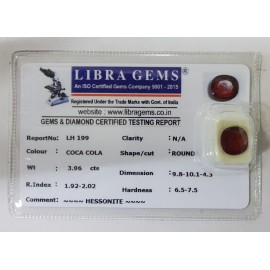 LIBRA GEMS
An ISO Certified Gems Company 9001 - 2015
Registered Under the Trade Mark with Govt. of India
website : www.libragems.co.in
GEMS & DIAMOND CERTIFIED TESTING REPORT
ReportNo: LH 199 Clarity : N/A
Colour : COCA COLA Shape/cut : ROUND
Wt : 3.96 cts Dimension : 9.8-10.1-4.5
R.Index : 1.92-2.02 Hardness : 6.5-7.5
Comment : ~~~~ HESSONITE ~~~~